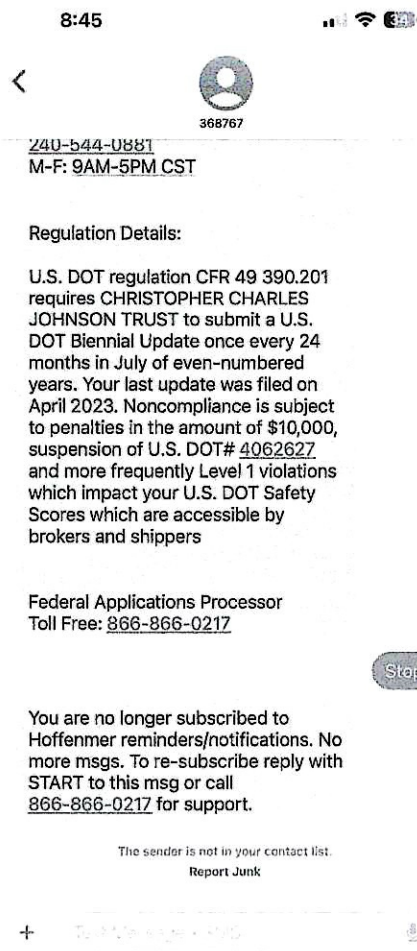 8:45
368767
240-544-0881
M-F: 9AM-5PM CST
Regulation Details:
U.S. DOT regulation CFR 49 390.201
requires CHRISTOPHER CHARLES
JOHNSON TRUST to submit a U.S.
DOT Biennial Update once every 24
months in July of even-numbered
years. Your last update was filed on
April 2023. Noncompliance is subject
to penalties in the amount of $10,000,
suspension of U.S. DOT# 4062627
and more frequently Level 1 violations
which impact your U.S. DOT Safety
Scores which are accessible by
brokers and shippers
Federal Applications Processor
Toll Free: 866-866-0217
Stop
You are no longer subscribed to
Hoffenmer reminders/notifications. No
more msgs. To re-subscribe reply with
START to this msg or call
866-866-0217 for support.
The sender is not in your contact list.
Report Junk